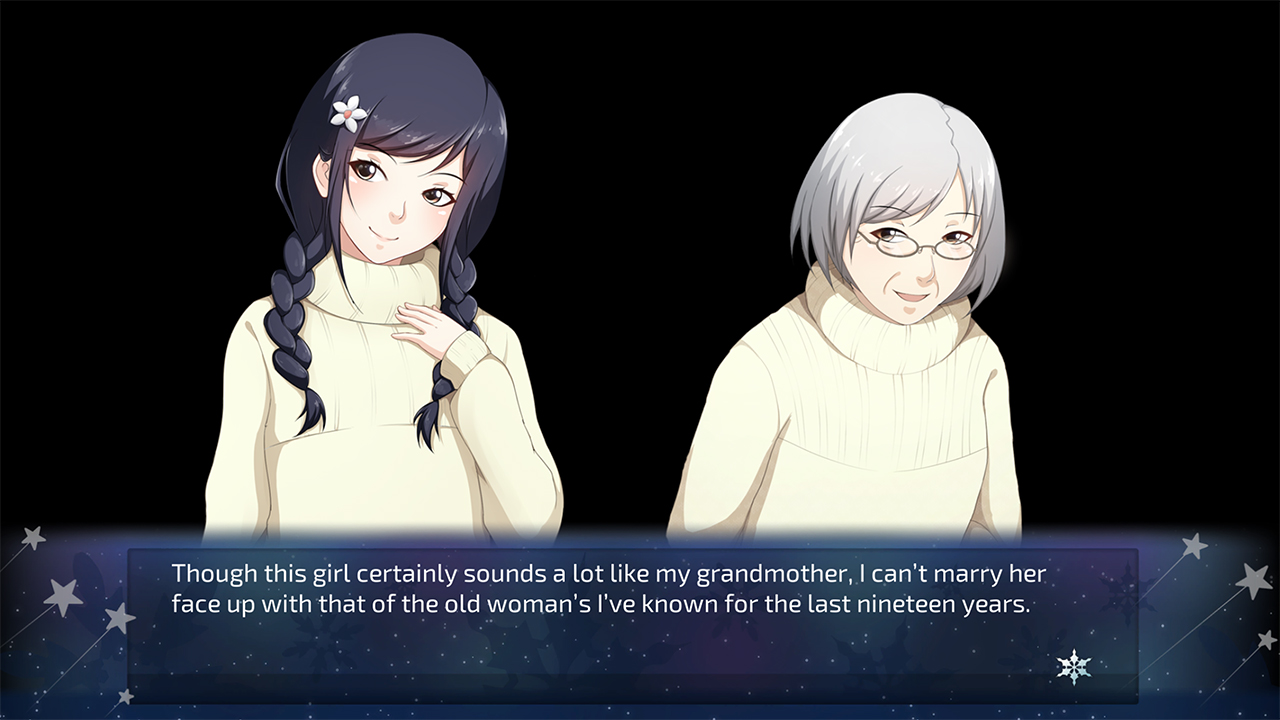 Though this girl certainly sounds a lot like my grandmother, I can't marry her
face up with that of the old woman's I've known for the last nineteen years.